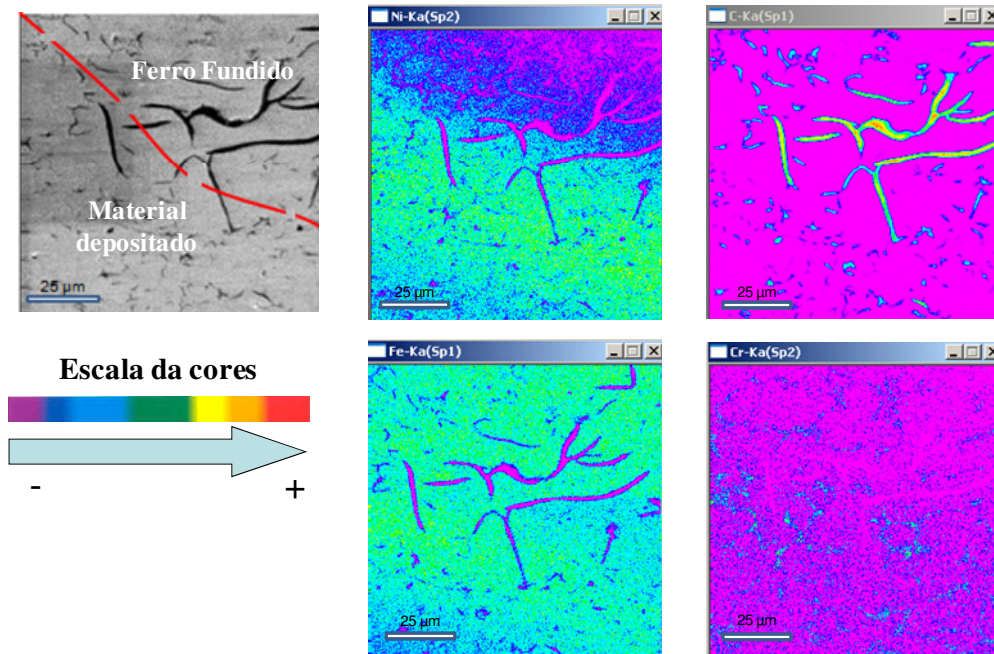 Ferro Fundido
Material
depositado
25 µm
Ni-Ka(Sp2)
25 µm
C-Ka(Sp1)
25 µm
Escala da cores
- +
Fe-Ka(Sp1)
25 µm
Cr-Ka(Sp2)
25 µm